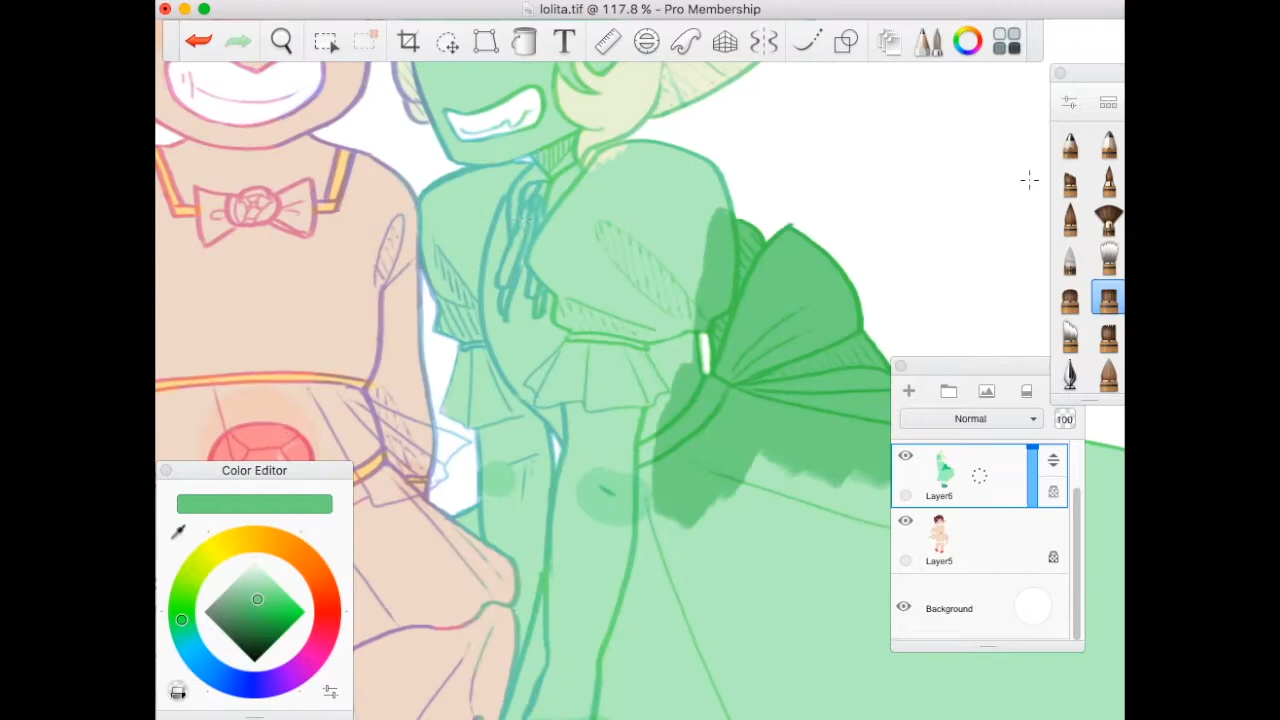 lolita.tif @ 117.8 % - Pro Membership
T
Normal
100
Layer6
Layer5
Background
Color Editor